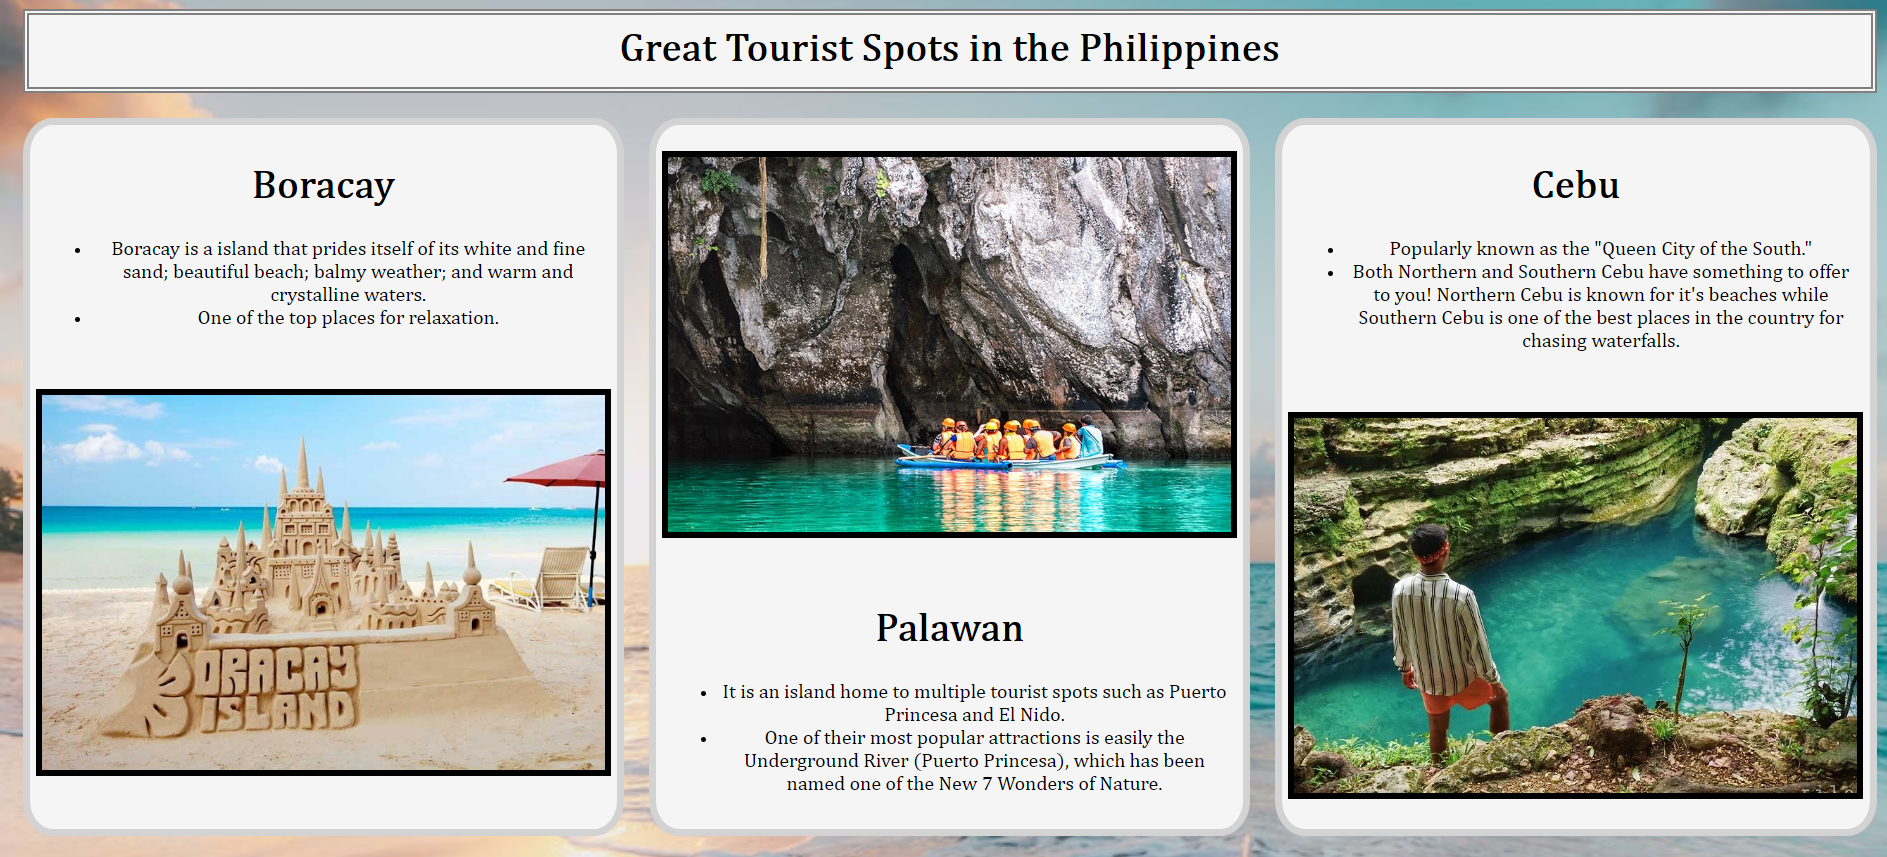 Great Tourist Spots in the Philippines
Boracay
• Boracay is a island that prides itself of its white and fine
sand; beautiful beach; balmy weather; and warm and
crystalline waters.
• One of the top places for relaxation.
BORACAY
ISLAND
Palawan
• It is an island home to multiple tourist spots such as Puerto
Princesa and El Nido.
• One of their most popular attractions is easily the
Underground River (Puerto Princesa), which has been
named one of the New 7 Wonders of Nature.
Cebu
• Popularly known as the "Queen City of the South."
• Both Northern and Southern Cebu have something to offer
to you! Northern Cebu is known for it's beaches while
Southern Cebu is one of the best places in the country for
chasing waterfalls.